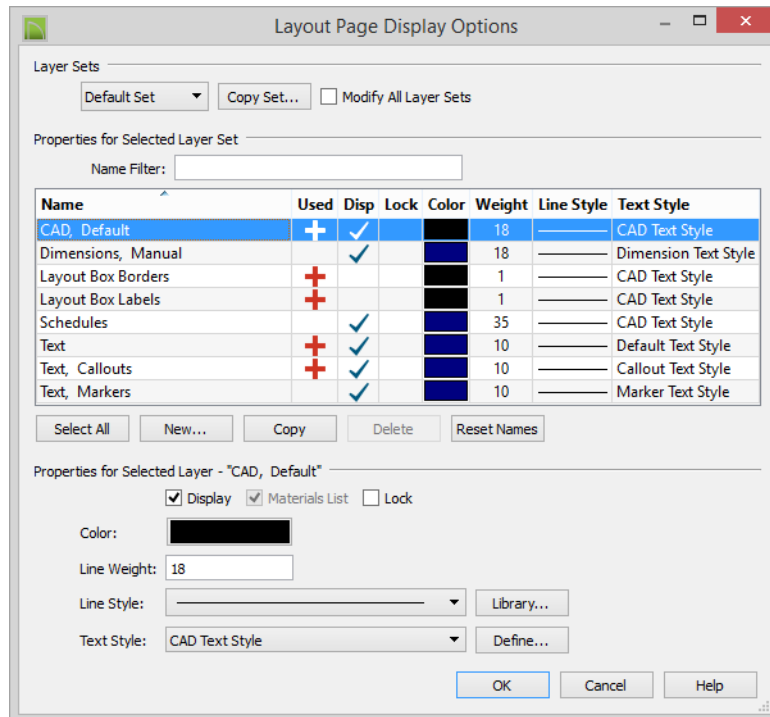 Layout Page Display Options
Layer Sets
Default Set Copy Set... Modify All Layer Sets
Properties for Selected Layer Set
Name Filter:
Name Used Disp Lock Color Weight Line Style Text Style
CAD, Default 18 CAD Text Style
Dimensions, Manual 18 Dimension Text Style
Layout Box Borders 1 CAD Text Style
Layout Box Labels 1 CAD Text Style
Schedules 35 CAD Text Style
Text 10 Default Text Style
Text, Callouts 10 Callout Text Style
Text, Markers 10 Marker Text Style
Select All New... Copy Delete Reset Names
Properties for Selected Layer - "CAD, Default"
Display Materials List Lock
Color:
Line Weight: 18
Line Style: Library...
Text Style: CAD Text Style Define...
OK Cancel Help